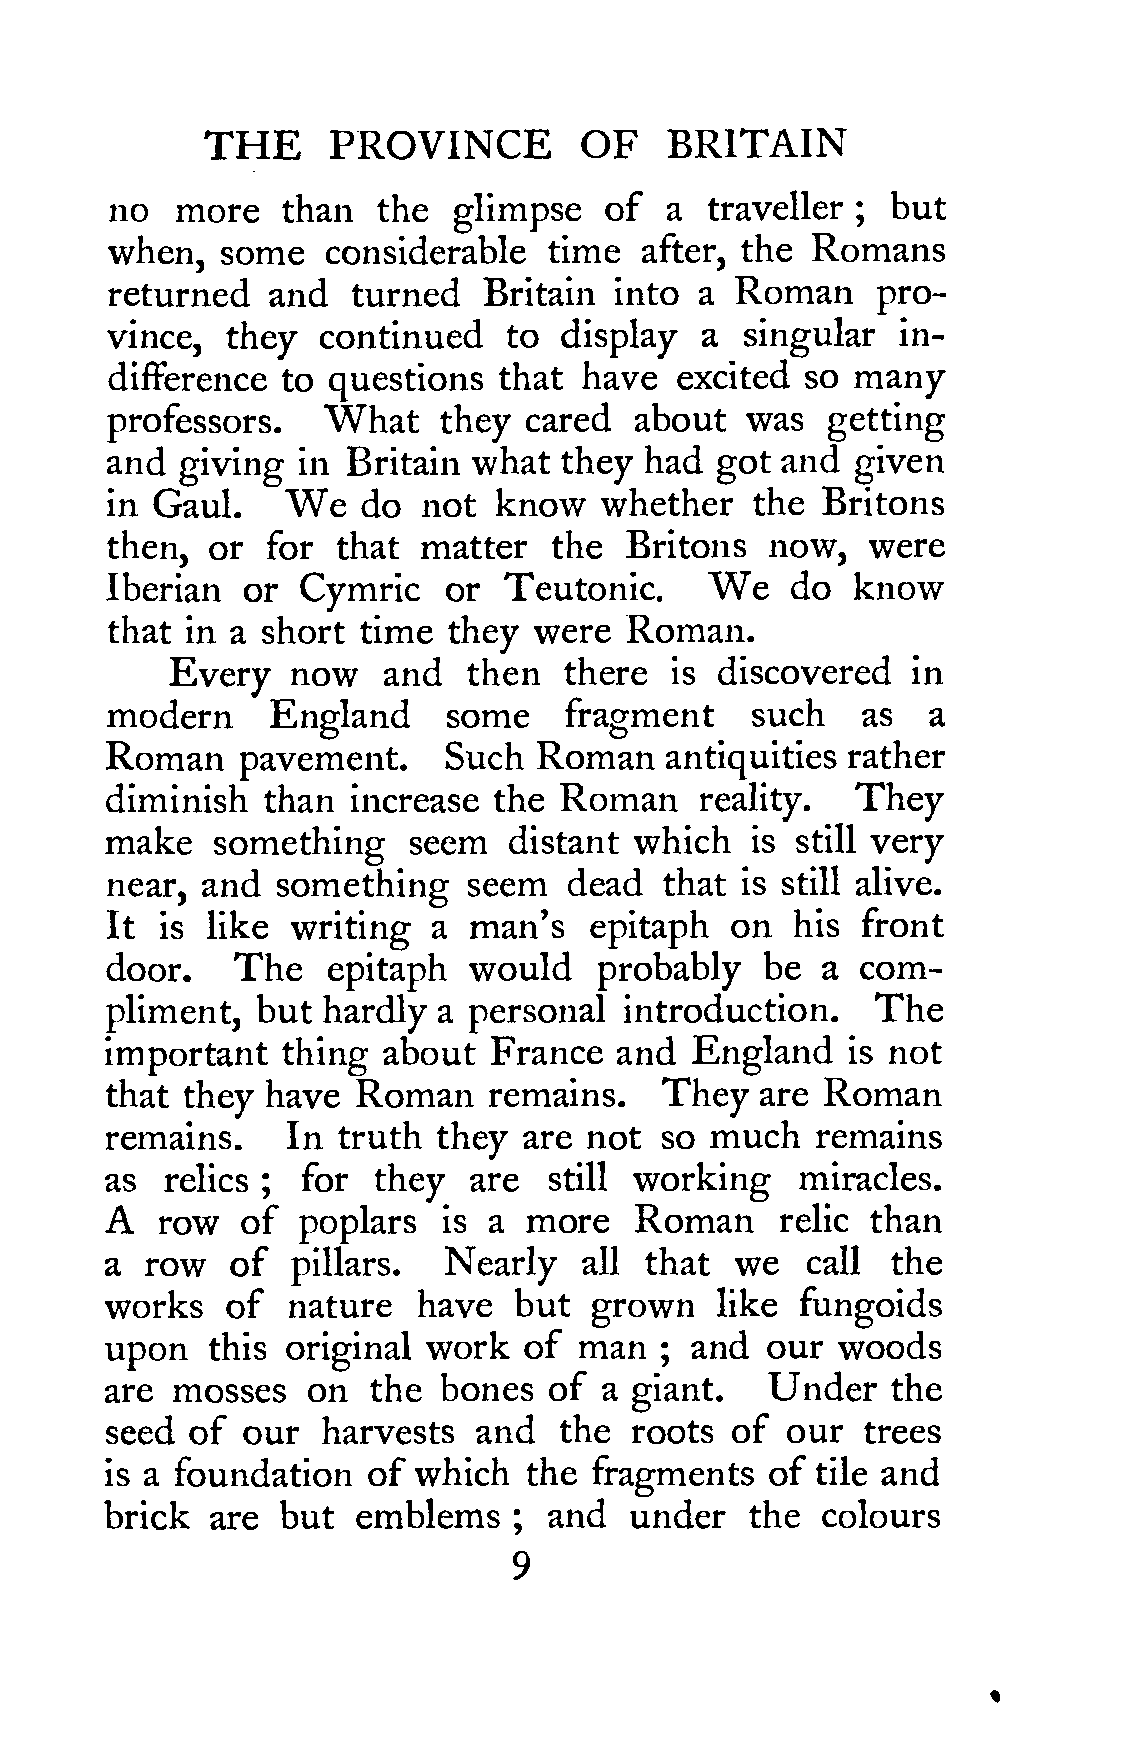 THE PROVINCE OF BRITAIN
no more than the glimpse of a traveller ; but
when, some considerable time after, the Romans
returned and turned Britain into a Roman pro-
vince, they continued to display a singular in-
difference to questions that have excited so many
professors. What they cared about was getting
and giving in Britain what they had got and given
in Gaul. We do not know whether the Britons
then, or for that matter the Britons now, were
Iberian or Cymric or Teutonic. We do know
that in a short time they were Roman.
Every now and then there is discovered in
modern England some fragment such as a
Roman pavement. Such Roman antiquities rather
diminish than increase the Roman reality. They
make something seem distant which is still very
near, and something seem dead that is still alive.
It is like writing a man's epitaph on his front
door. The epitaph would probably be a com-
pliment, but hardly a personal introduction. The
important thing about France and England is not
that they have Roman remains. They are Roman
remains. In truth they are not so much remains
as relics ; for they are still working miracles.
A row of poplars is a more Roman relic than
a row of pillars. Nearly all that we call the
works of nature have but grown like fungoids
upon this original work of man ; and our woods
are mosses on the bones of a giant. Under the
seed of our harvests and the roots of our trees
is a foundation of which the fragments of tile and
brick are but emblems ; and under the colours
9